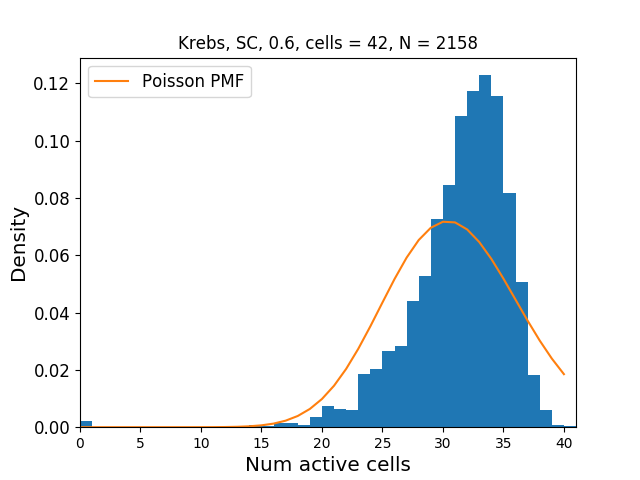 Krebs, SC, 0.6, cells = 42, N = 2158
Poisson PMF
0.12
0.10
0.08
0.06
0.04
0.02
0.00
Density
0 5 10 15 20 25 30 35 40
Num active cells